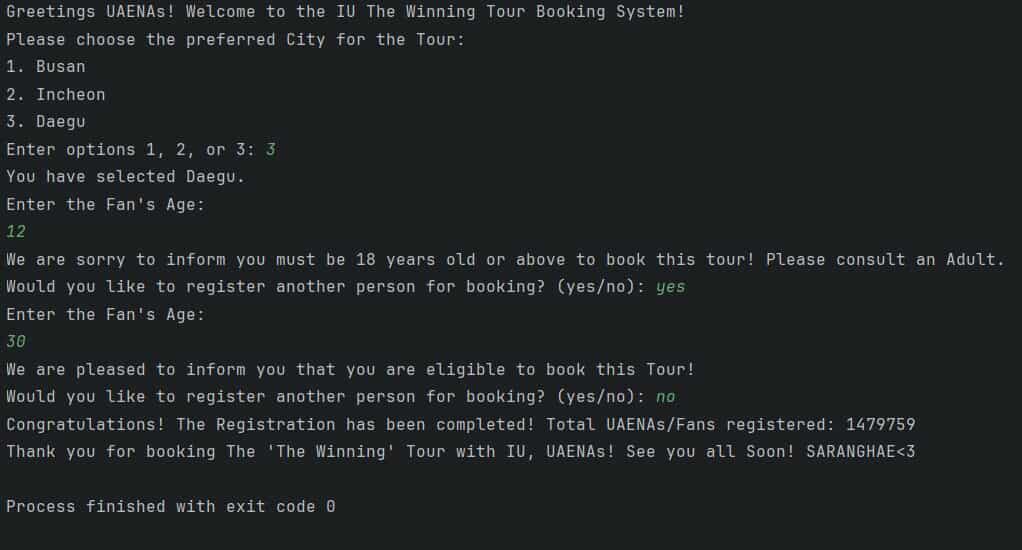 Greetings UAENAs! Welcome to the IU The Winning Tour Booking System!
Please choose the preferred City for the Tour:
1. Busan
2. Incheon
3. Daegu
Enter options 1, 2, or 3: 3
You have selected Daegu.
Enter the Fan's Age:
12
We are sorry to inform you must be 18 years old or above to book this tour! Please consult an Adult.
Would you like to register another person for booking? (yes/no): yes
Enter the Fan's Age:
30
We are pleased to inform you that you are eligible to book this Tour!
Would you like to register another person for booking? (yes/no): no
Congratulations! The Registration has been completed! Total UAENAs/Fans registered: 1479759
Thank you for booking The 'The Winning' Tour with IU, UAENAs! See you all Soon! SARANGHAE<3
Process finished with exit code 0